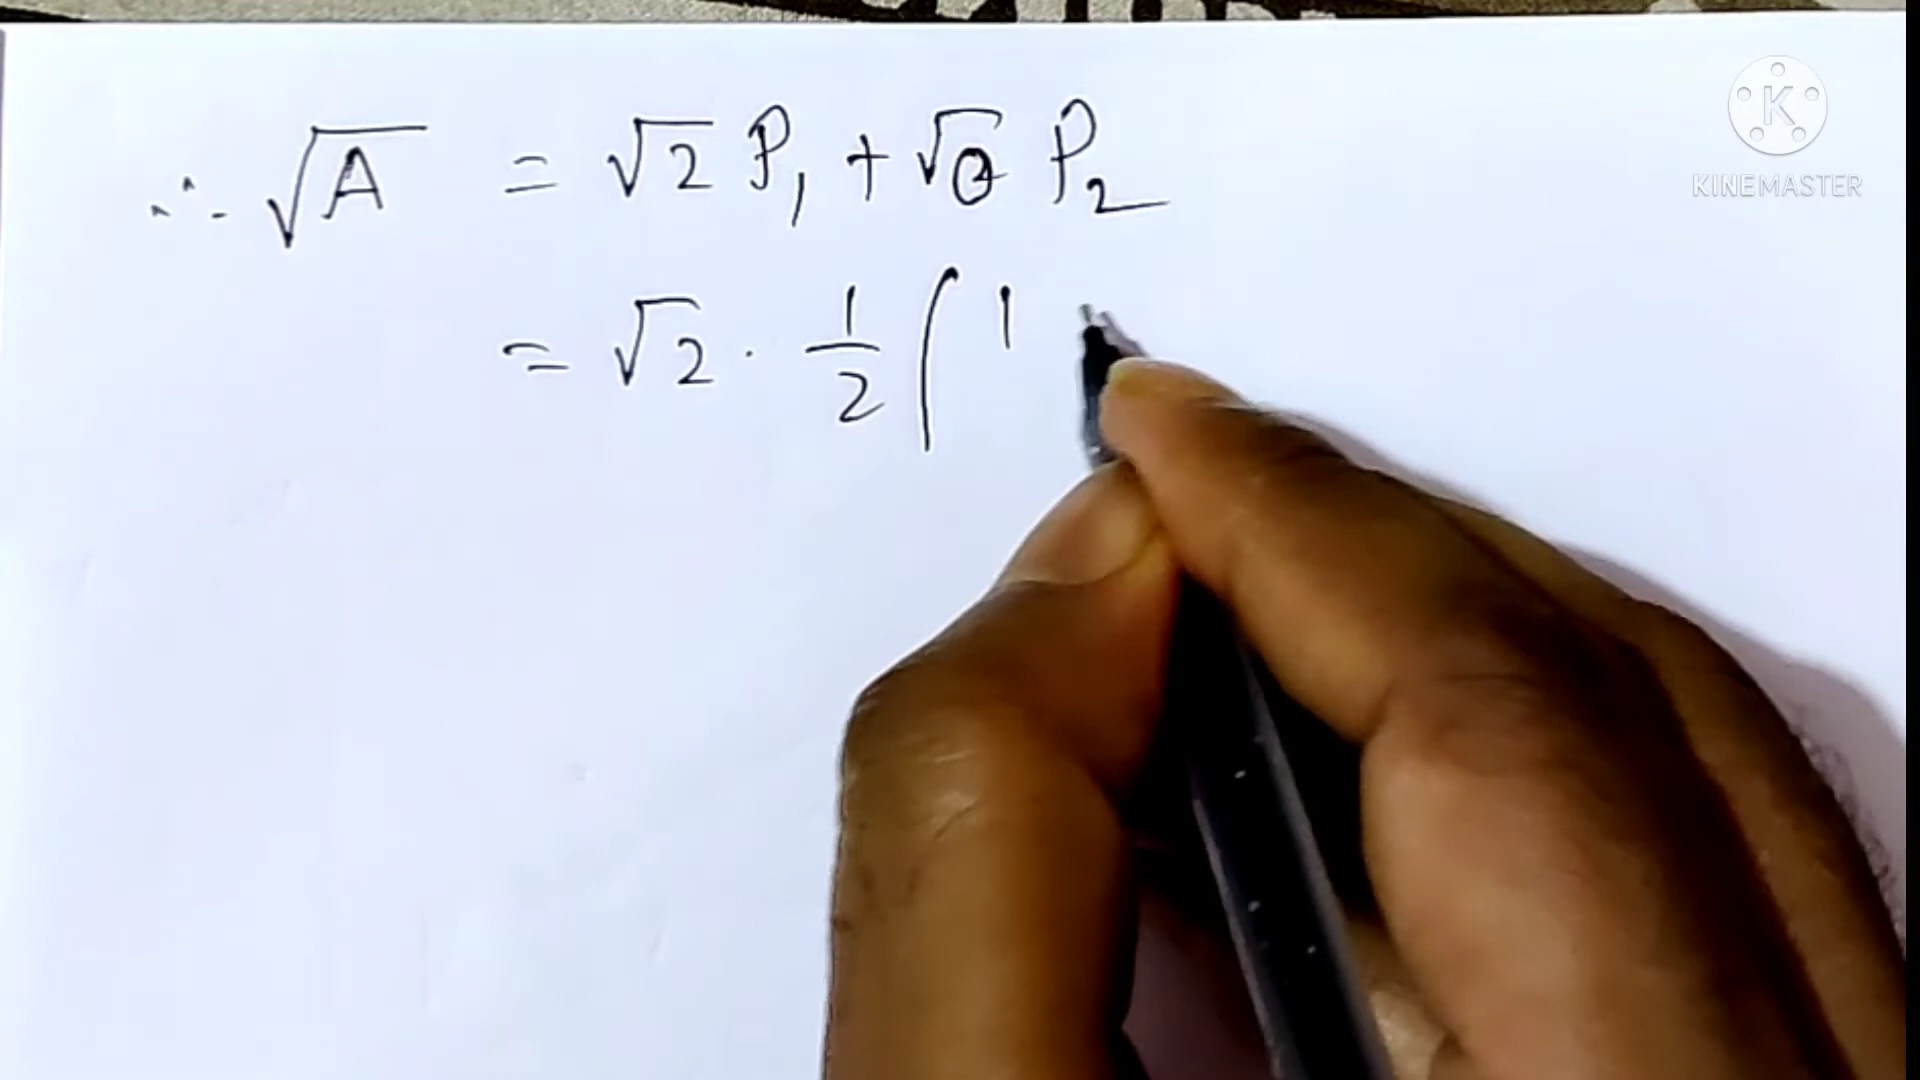 ∴ √A = √2 P₁ + √0 P₂
= √2 · 1/2 ( 1
K
KINEMASTER